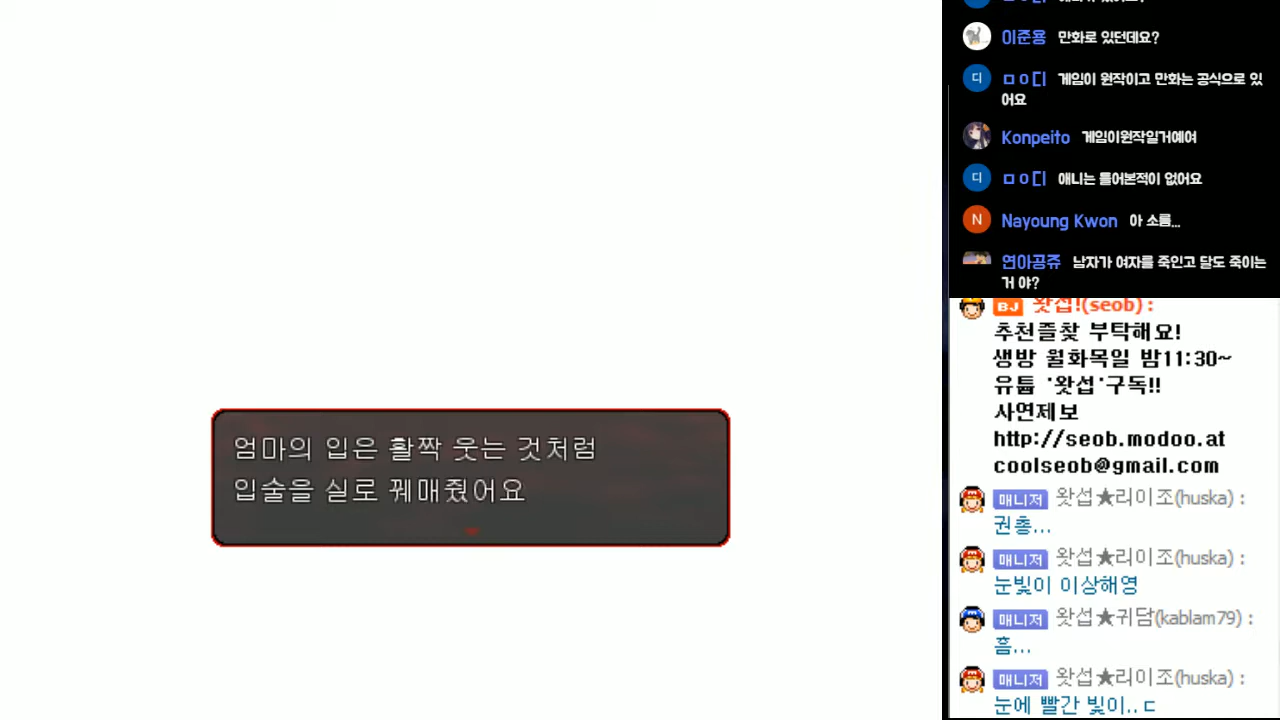 엄마의 입은 활짝 웃는 것처럼
입술을 실로 꿰매줬어요
이준용 만화로 있던데요?
디 ㅁㅇ디 게임이 원작이고 만화는 공식으로 있
어요
Konpeito 게임이원작일거예여
디 ㅁㅇ디 애니는 틀어본적이 없어요
N Nayoung Kwon 아 소름...
연아공쥬 남자가 여자를 죽인고 달도 죽이는
거 야?
BJ 왓섭!(seob) :
추천즐찾 부탁해요!
생방 월화목일 밤11:30~
유튭 '왓섭'구독!!
사연제보
http://seob.modoo.at
coolseob@gmail.com
매니저 왓섭★리이조(huska) :
권총...
매니저 왓섭★리이조(huska) :
눈빛이 이상해영
매니저 왓섭★귀담(kablam79) :
흠...
매니저 왓섭★리이조(huska) :
눈에 빨간 빛이..ㄷ